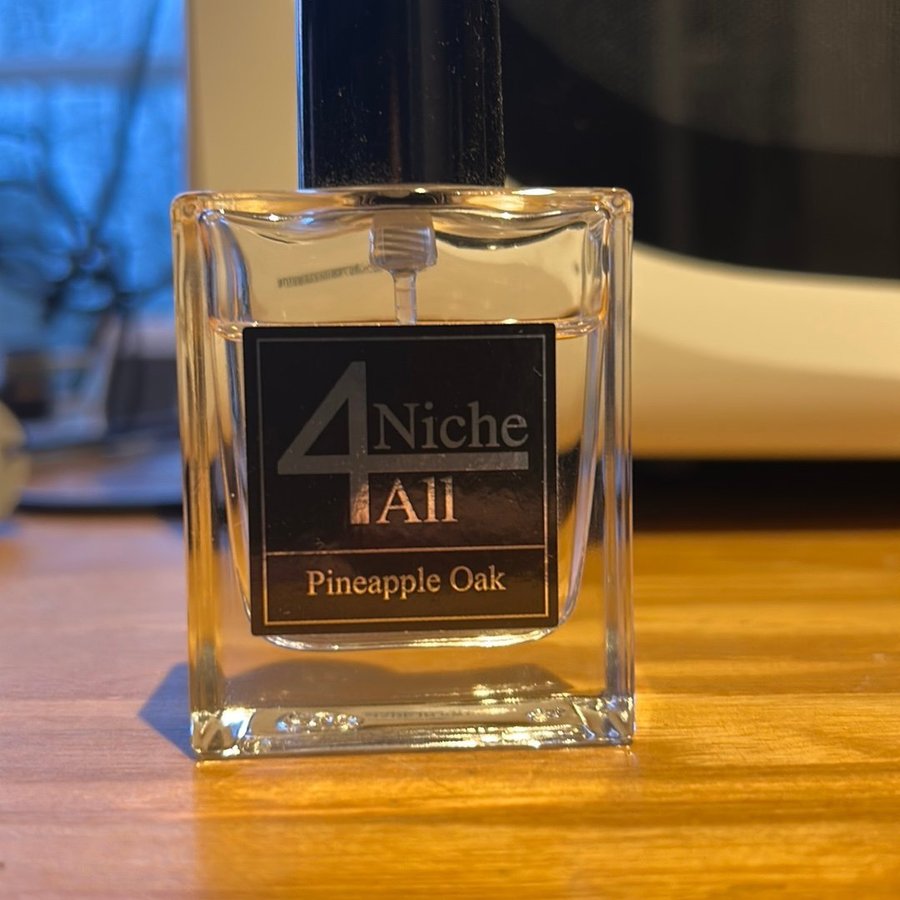 4 Niche
All
Pineapple Oak